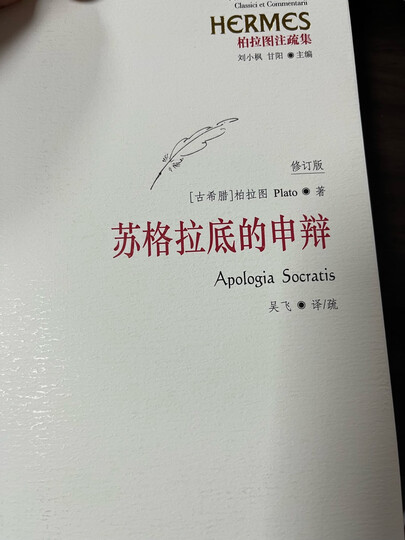 Classici et Commentarii
HERMES
柏拉图注疏集
刘小枫 甘阳 ◉ 主编
修订版
[古希腊]柏拉图 Plato ◉ 著
苏格拉底的申辩
Apologia Socratis
吴飞 ◉ 译/疏